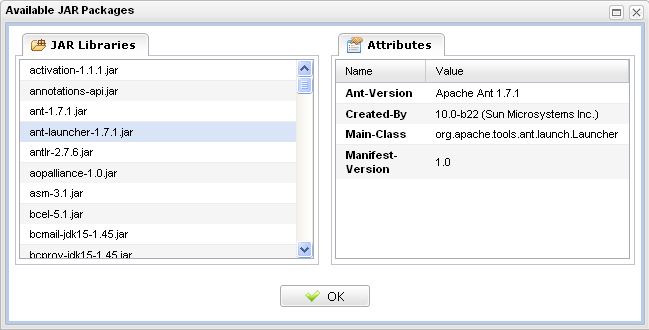 Available JAR Packages
JAR Libraries
activation-1.1.1.jar
annotations-api.jar
ant-1.7.1.jar
ant-launcher-1.7.1.jar
antlr-2.7.6.jar
aopalliance-1.0.jar
asm-3.1.jar
bcel-5.1.jar
bcmail-jdk15-1.45.jar
bcprov-jdk15-1.45.jar
Attributes
Name Value
Ant-Version Apache Ant 1.7.1
Created-By 10.0-b22 (Sun Microsystems Inc.)
Main-Class org.apache.tools.ant.launch.Launcher
Manifest-
Version 1.0
OK